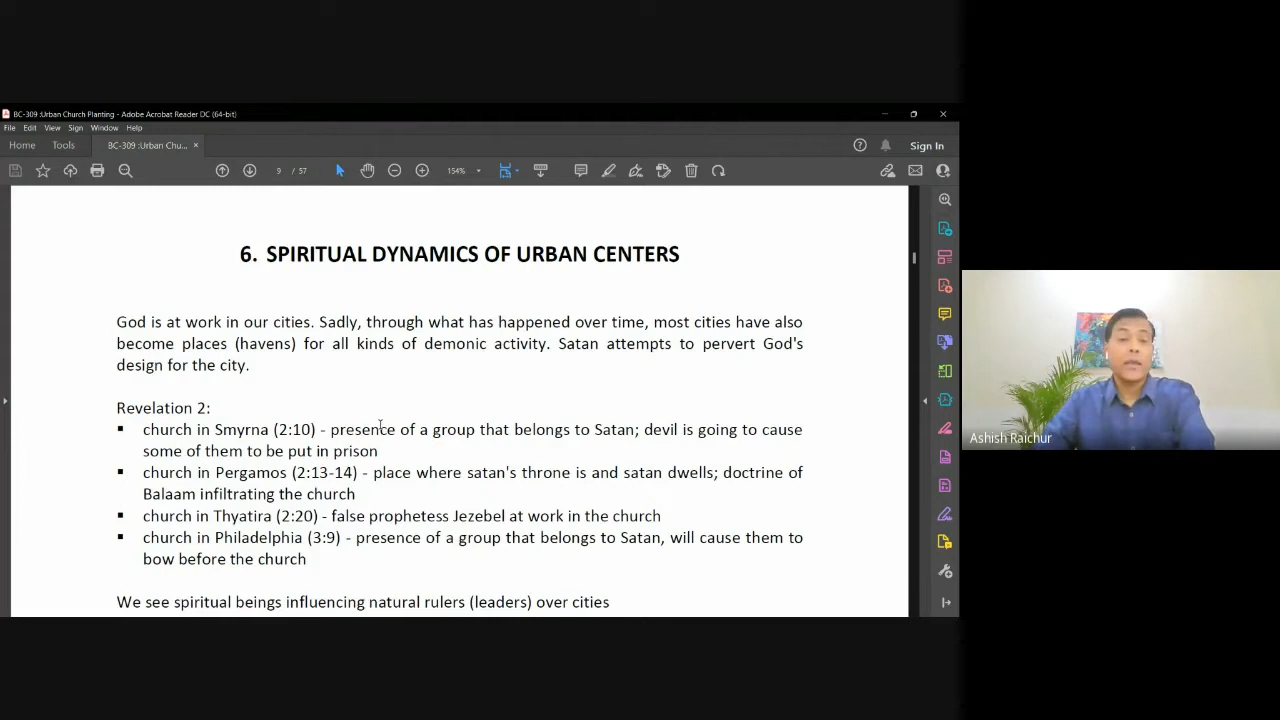 BC-309 :Urban Church Planting - Adobe Acrobat Reader DC (64-bit)
File Edit View Sign Window Help
Home Tools BC-309 :Urban Chu... × Sign In
9 / 57 154%
6. SPIRITUAL DYNAMICS OF URBAN CENTERS
God is at work in our cities. Sadly, through what has happened over time, most cities have also
become places (havens) for all kinds of demonic activity. Satan attempts to pervert God's
design for the city.
Revelation 2:
▪ church in Smyrna (2:10) - presence of a group that belongs to Satan; devil is going to cause
some of them to be put in prison
▪ church in Pergamos (2:13-14) - place where satan's throne is and satan dwells; doctrine of
Balaam infiltrating the church
▪ church in Thyatira (2:20) - false prophetess Jezebel at work in the church
▪ church in Philadelphia (3:9) - presence of a group that belongs to Satan, will cause them to
bow before the church
We see spiritual beings influencing natural rulers (leaders) over cities
Ashish Raichur